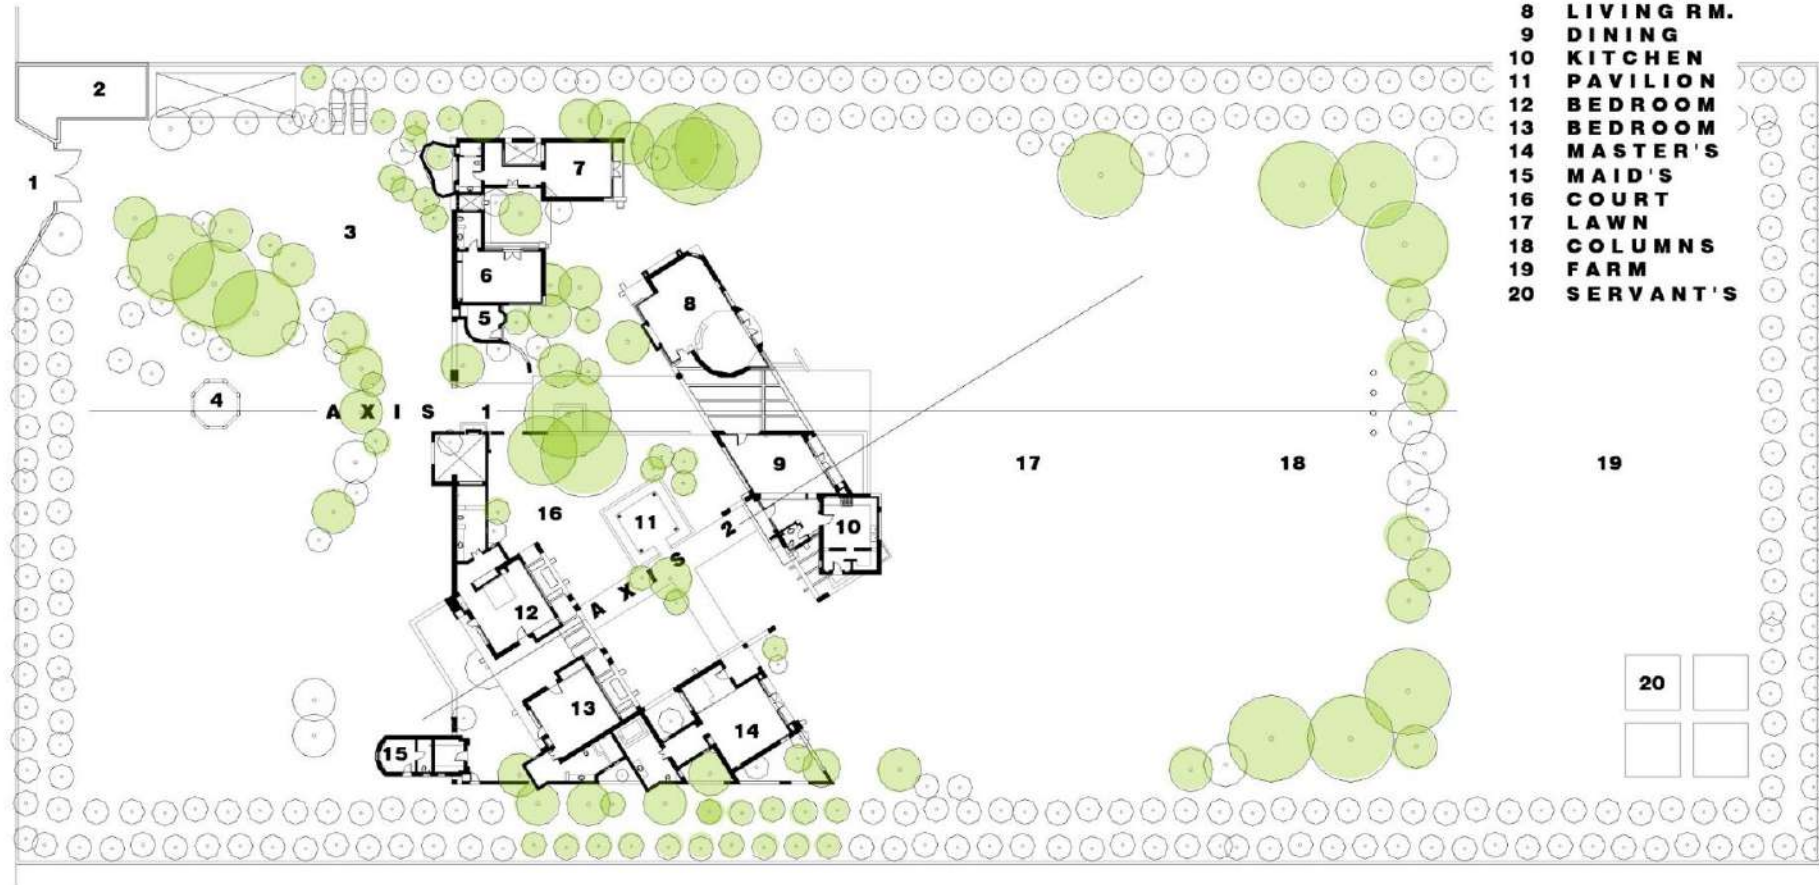 8 LIVING RM.
9 DINING
10 KITCHEN
11 PAVILION
12 BEDROOM
13 BEDROOM
14 MASTER'S
15 MAID'S
16 COURT
17 LAWN
18 COLUMNS
19 FARM
20 SERVANT'S
2
1
7
3
6
8
5
4
AXIS 1
9
17
18
19
16
11
10
AXIS 2
12
20
13
14
15